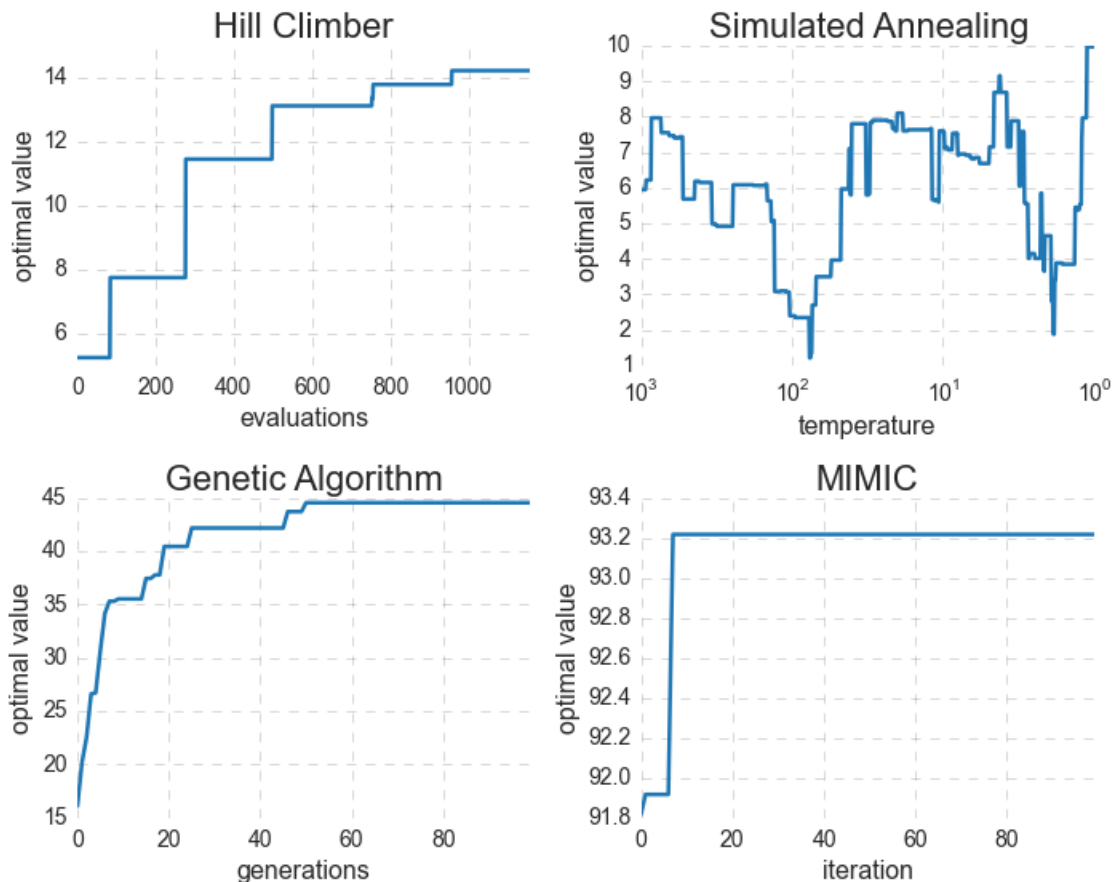 Hill Climber
optimal value
14
12
10
8
6
0 200 400 600 800 1000
evaluations
Simulated Annealing
optimal value
10
9
8
7
6
5
4
3
2
1
10³ 10² 10¹ 10⁰
temperature
Genetic Algorithm
optimal value
45
40
35
30
25
20
15
0 20 40 60 80
generations
MIMIC
optimal value
93.4
93.2
93.0
92.8
92.6
92.4
92.2
92.0
91.8
0 20 40 60 80
iteration